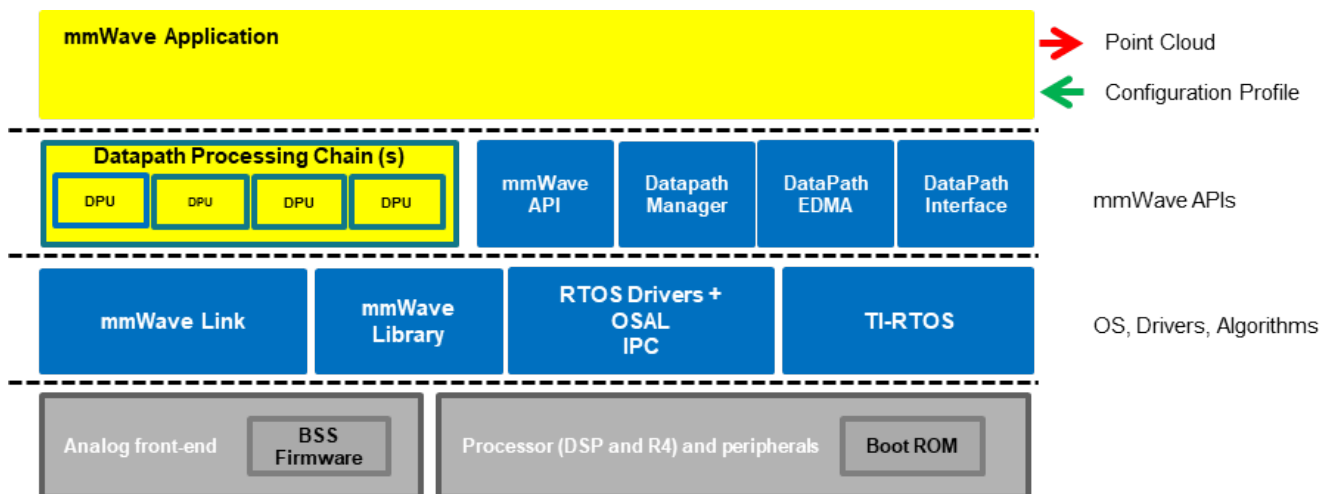 mmWave Application
Point Cloud
Configuration Profile
Datapath Processing Chain (s)
DPU
DPU
DPU
DPU
mmWave
API
Datapath
Manager
DataPath
EDMA
DataPath
Interface
mmWave APIs
mmWave Link
mmWave
Library
RTOS Drivers +
OSAL
IPC
TI-RTOS
OS, Drivers, Algorithms
Analog front-end
BSS
Firmware
Processor (DSP and R4) and peripherals
Boot ROM